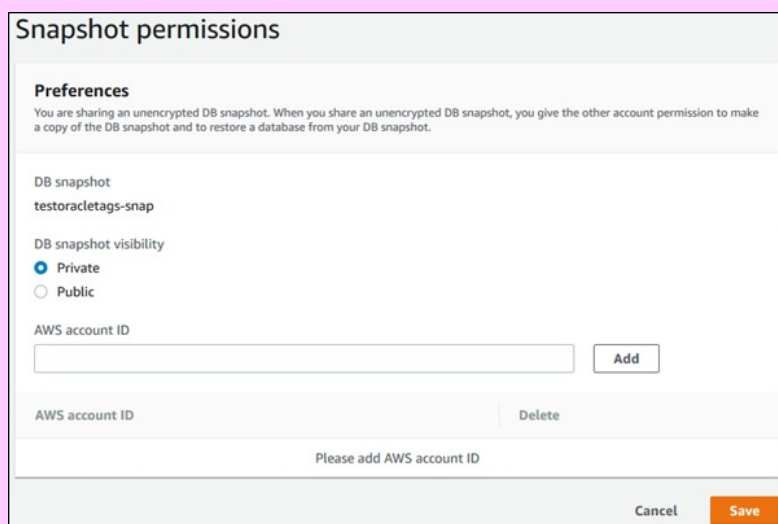 Snapshot permissions
Preferences
You are sharing an unencrypted DB snapshot. When you share an unencrypted DB snapshot, you give the other account permission to make
a copy of the DB snapshot and to restore a database from your DB snapshot.
DB snapshot
testoracletags-snap
DB snapshot visibility
Private
Public
AWS account ID
Add
AWS account ID Delete
Please add AWS account ID
Cancel Save